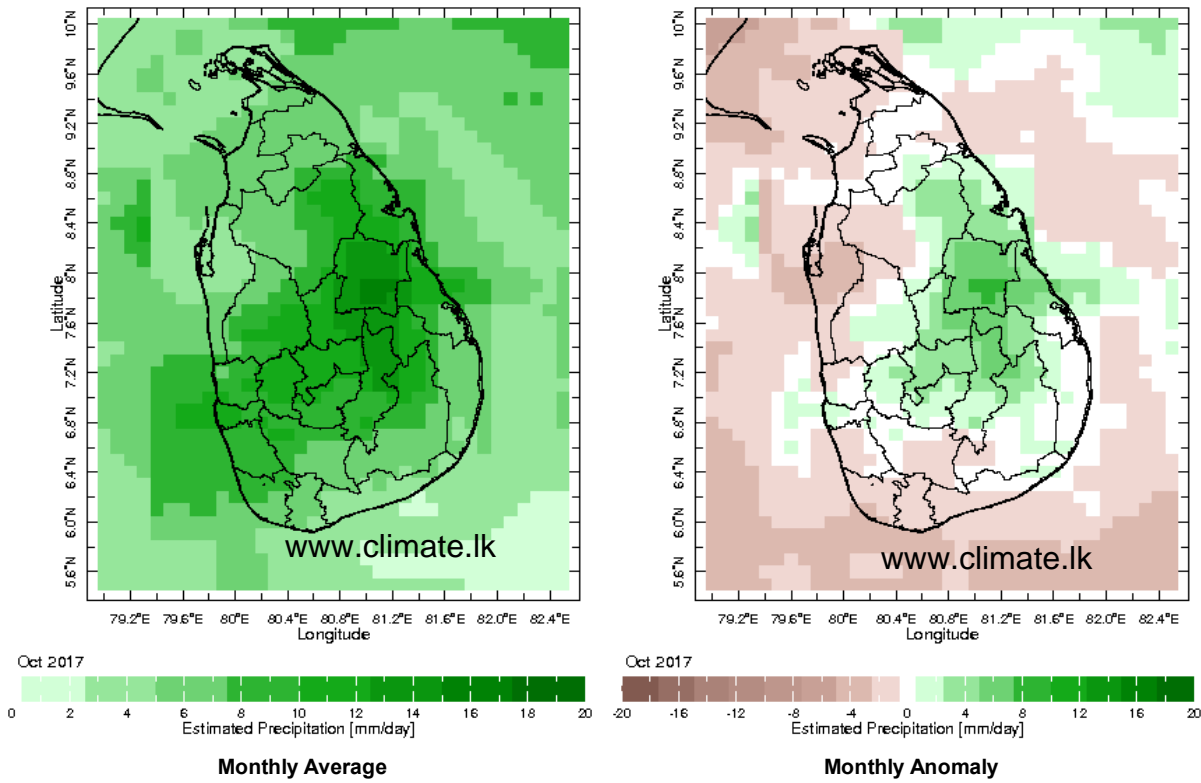 10°N
9.6°N
9.2°N
8.8°N
8.4°N
8°N
7.6°N
7.2°N
6.8°N
6.4°N
6.0°N
5.6°N
Latitude
www.climate.lk
79.2°E 79.6°E 80°E 80.4°E 80.8°E 81.2°E 81.6°E 82.0°E 82.4°E
Longitude
Oct 2017
0 2 4 6 8 10 12 14 16 18 20
Estimated Precipitation [mm/day]
Monthly Average
10°N
9.6°N
9.2°N
8.8°N
8.4°N
8°N
7.6°N
7.2°N
6.8°N
6.4°N
6.0°N
5.6°N
Latitude
www.climate.lk
79.2°E 79.6°E 80°E 80.4°E 80.8°E 81.2°E 81.6°E 82.0°E 82.4°E
Longitude
Oct 2017
-20 -16 -12 -8 -4 0 4 8 12 16 20
Estimated Precipitation [mm/day]
Monthly Anomaly